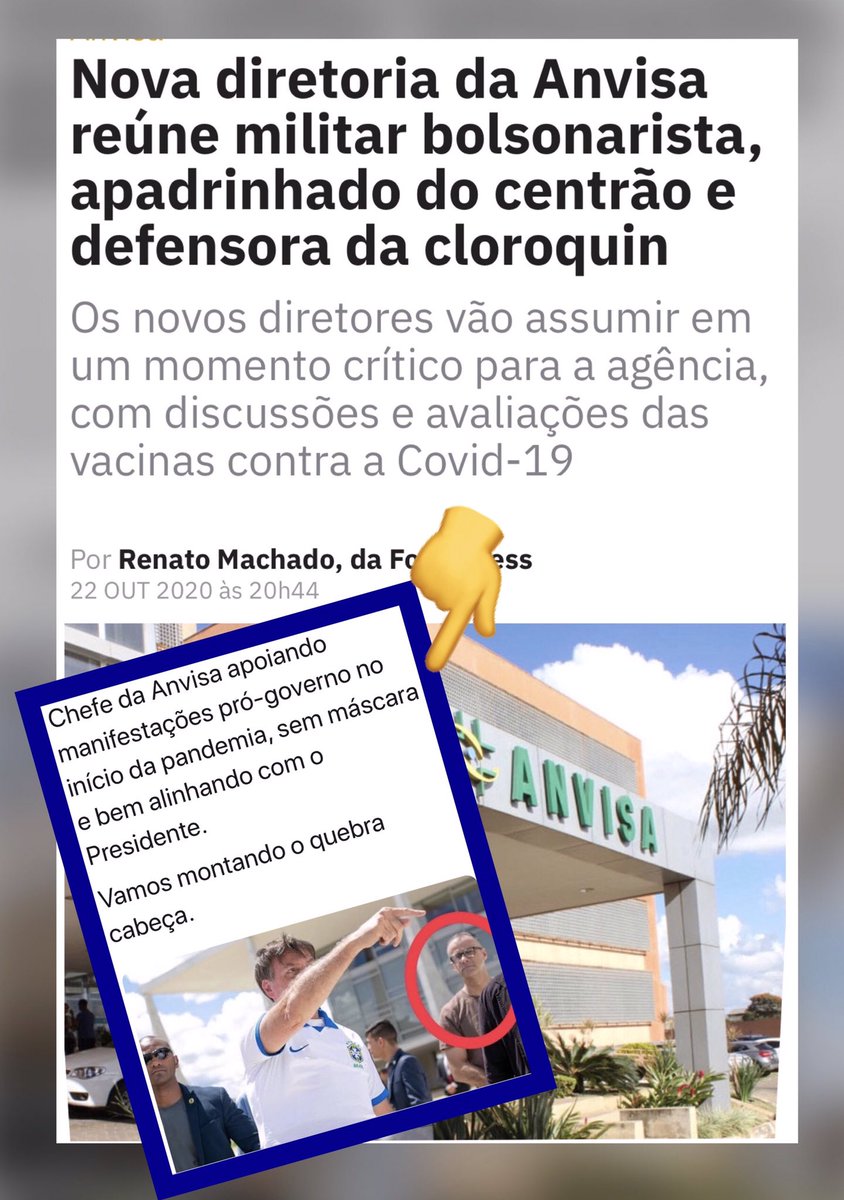 Nova diretoria da Anvisa
reúne militar bolsonarista,
apadrinhado do centrão e
defensora da cloroquin
Os novos diretores vão assumir em
um momento crítico para a agência,
com discussões e avaliações das
vacinas contra a Covid-19
Por Renato Machado, da
22 OUT 2020 às 20h44
Chefe da Anvisa apoiando
manifestações pró-governo no
início da pandemia, sem máscara
e bem alinhando com o
Presidente.
Vamos montando o quebra
cabeça.
ANVISA